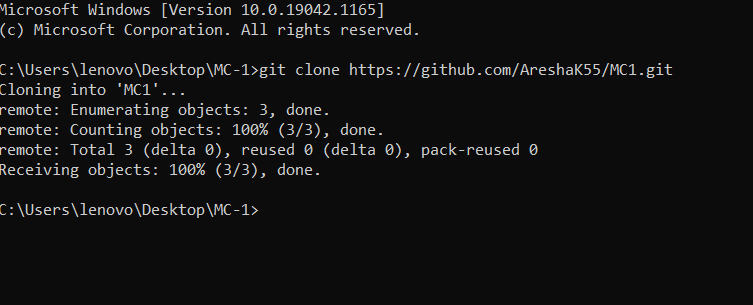 Microsoft Windows [Version 10.0.19042.1165]
(c) Microsoft Corporation. All rights reserved.
C:\Users\lenovo\Desktop\MC-1>git clone https://github.com/AreshaK55/MC1.git
Cloning into 'MC1'...
remote: Enumerating objects: 3, done.
remote: Counting objects: 100% (3/3), done.
remote: Total 3 (delta 0), reused 0 (delta 0), pack-reused 0
Receiving objects: 100% (3/3), done.
C:\Users\lenovo\Desktop\MC-1>